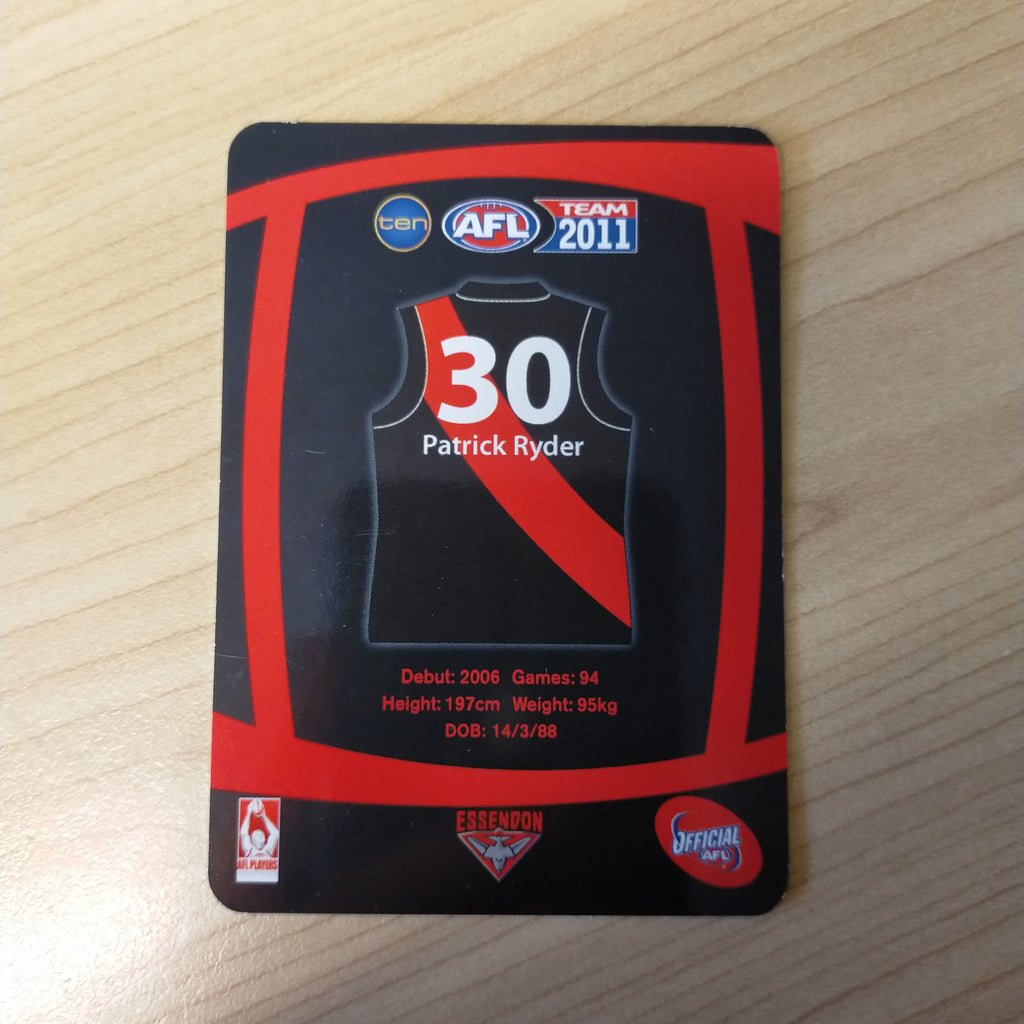 ten AFL TEAM 2011
30
Patrick Ryder
Debut: 2006 Games: 94
Height: 197cm Weight: 95kg
DOB: 14/3/88
AFL PLAYERS
ESSENDON
OFFICIAL
AFL